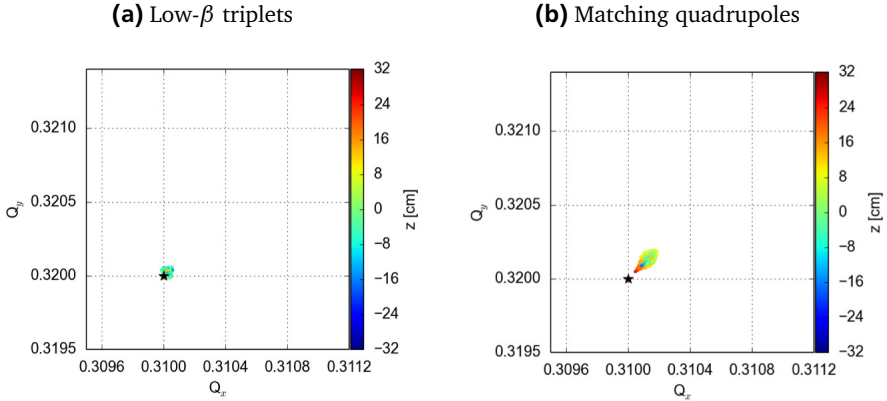 (a) Low-β triplets
0.3210
0.3205
0.3200
0.3195
Q_y
0.3096 0.3100 0.3104 0.3108 0.3112
Q_x
32
24
16
8
0
−8
−16
−24
−32
z [cm]
(b) Matching quadrupoles
0.3210
0.3205
0.3200
0.3195
Q_y
0.3096 0.3100 0.3104 0.3108 0.3112
Q_x
32
24
16
8
0
−8
−16
−24
−32
z [cm]